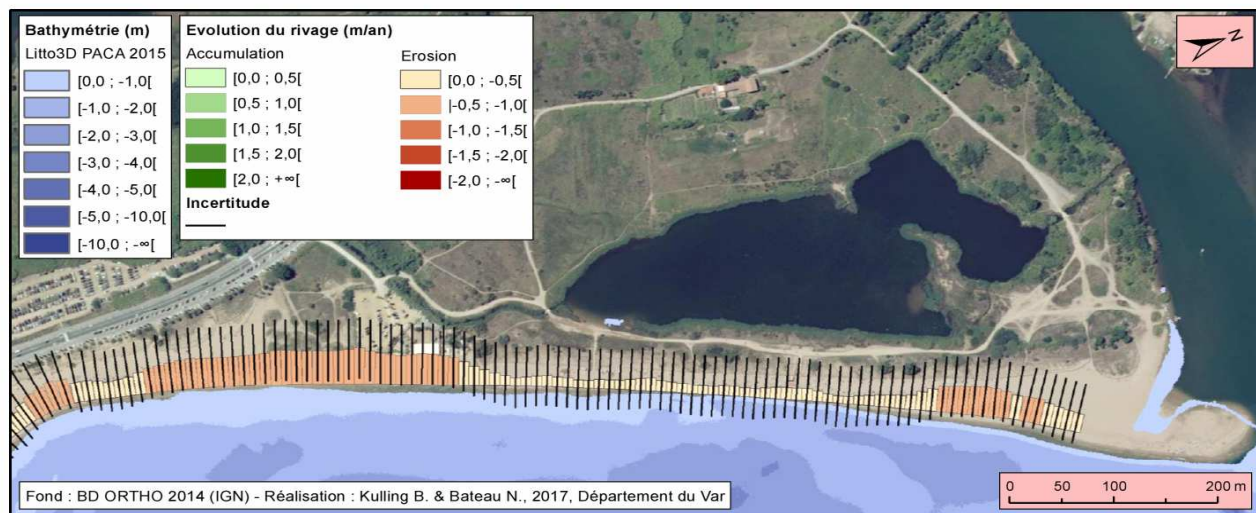 Bathymétrie (m)
Litto3D PACA 2015
[0,0 ; -1,0[
[-1,0 ; -2,0[
[-2,0 ; -3,0[
[-3,0 ; -4,0[
[-4,0 ; -5,0[
[-5,0 ; -10,0[
[-10,0 ; -∞[
Evolution du rivage (m/an)
Accumulation
[0,0 ; 0,5[
[0,5 ; 1,0[
[1,0 ; 1,5[
[1,5 ; 2,0[
[2,0 ; +∞[
Incertitude
Erosion
[0,0 ; -0,5[
|-0,5 ; -1,0[
[-1,0 ; -1,5[
[-1,5 ; -2,0[
[-2,0 ; -∞[
N
Fond : BD ORTHO 2014 (IGN) - Réalisation : Kulling B. & Bateau N., 2017, Département du Var
0 50 100 200 m